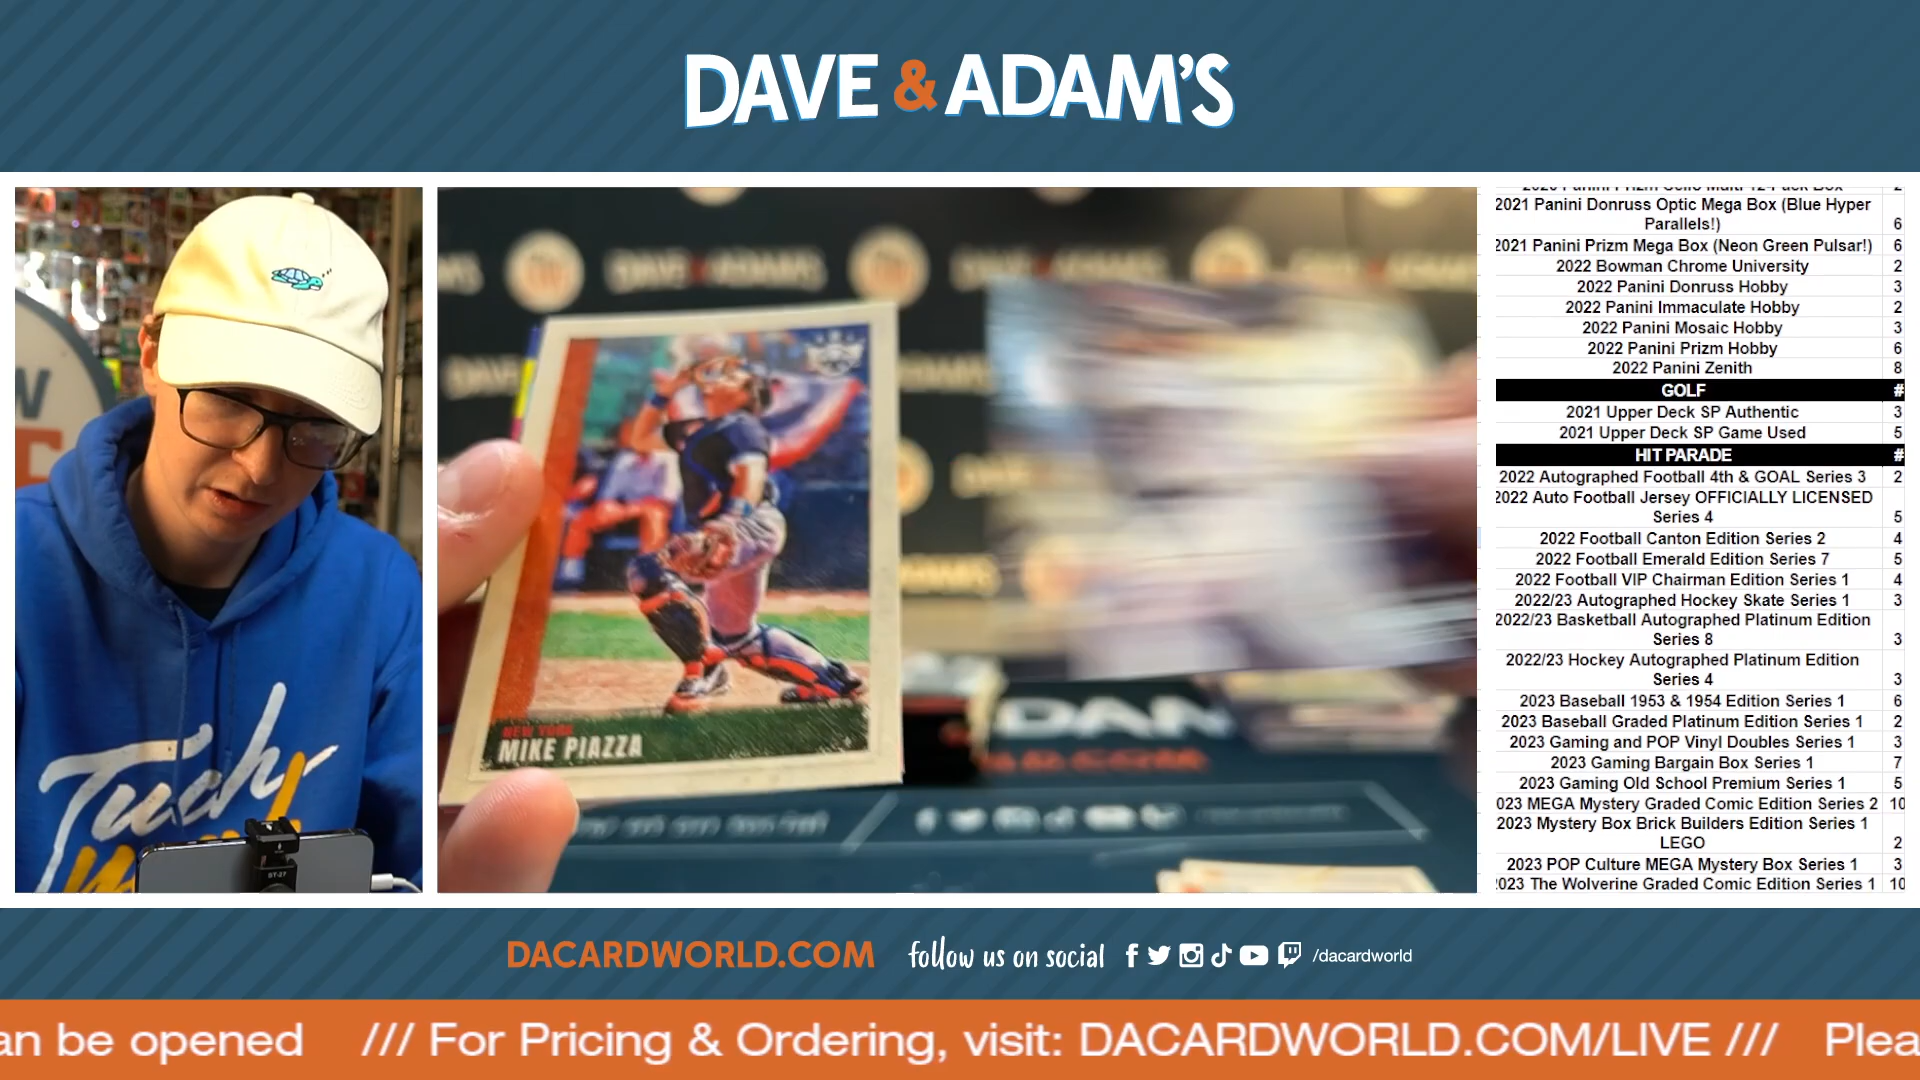 DAVE & ADAM'S
2021 Panini Donruss Optic Mega Box (Blue Hyper
Parallels!) 6
2021 Panini Prizm Mega Box (Neon Green Pulsar!) 6
2022 Bowman Chrome University 2
2022 Panini Donruss Hobby 3
2022 Panini Immaculate Hobby 2
2022 Panini Mosaic Hobby 3
2022 Panini Prizm Hobby 6
2022 Panini Zenith 8
GOLF #
2021 Upper Deck SP Authentic 3
2021 Upper Deck SP Game Used 5
HIT PARADE #
2022 Autographed Football 4th & GOAL Series 3 2
2022 Auto Football Jersey OFFICIALLY LICENSED
Series 4 5
2022 Football Canton Edition Series 2 4
2022 Football Emerald Edition Series 7 5
2022 Football VIP Chairman Edition Series 1 4
2022/23 Autographed Hockey Skate Series 1 3
2022/23 Basketball Autographed Platinum Edition
Series 8 3
2022/23 Hockey Autographed Platinum Edition
Series 4 3
2023 Baseball 1953 & 1954 Edition Series 1 6
2023 Baseball Graded Platinum Edition Series 1 2
2023 Gaming and POP Vinyl Doubles Series 1 3
2023 Gaming Bargain Box Series 1 7
2023 Gaming Old School Premium Series 1 5
023 MEGA Mystery Graded Comic Edition Series 2 10
2023 Mystery Box Brick Builders Edition Series 1
LEGO 2
2023 POP Culture MEGA Mystery Box Series 1 3
2023 The Wolverine Graded Comic Edition Series 1 10
NEW YORK
MIKE PIAZZA
Tuch
DACARDWORLD.COM follow us on social /dacardworld
an be opened /// For Pricing & Ordering, visit: DACARDWORLD.COM/LIVE /// Plea